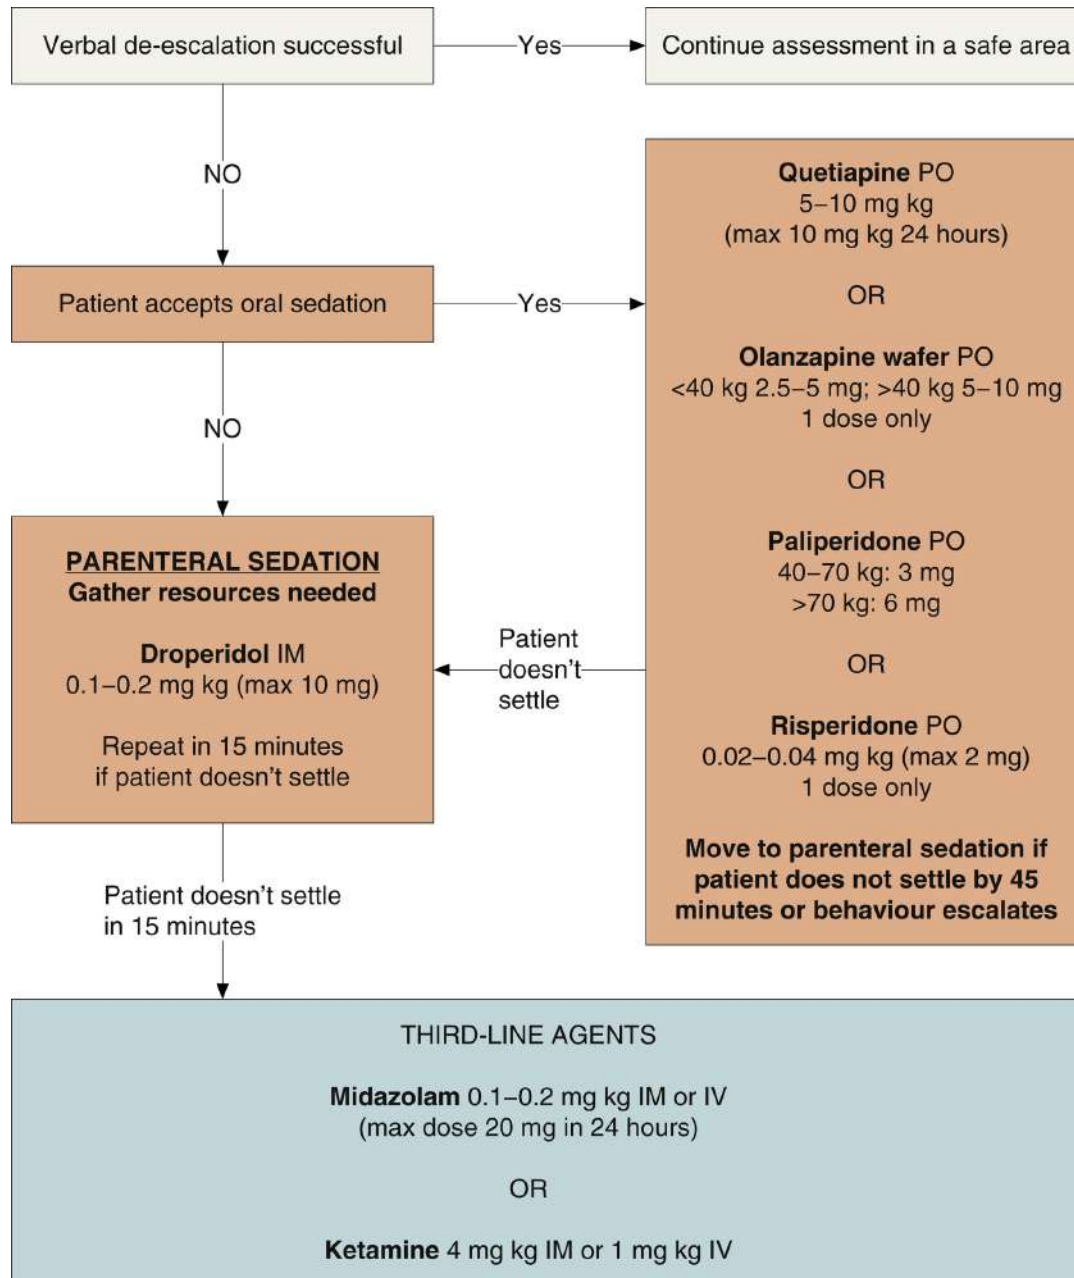 Verbal de-escalation successful
Yes
Continue assessment in a safe area
NO
Patient accepts oral sedation
Yes
Quetiapine PO
5–10 mg kg
(max 10 mg kg 24 hours)
OR
Olanzapine wafer PO
<40 kg 2.5–5 mg; >40 kg 5–10 mg
1 dose only
OR
Paliperidone PO
40–70 kg: 3 mg
>70 kg: 6 mg
OR
Risperidone PO
0.02–0.04 mg kg (max 2 mg)
1 dose only
Move to parenteral sedation if
patient does not settle by 45
minutes or behaviour escalates
NO
Patient
doesn't
settle
PARENTERAL SEDATION
Gather resources needed
Droperidol IM
0.1–0.2 mg kg (max 10 mg)
Repeat in 15 minutes
if patient doesn't settle
Patient doesn't settle
in 15 minutes
THIRD-LINE AGENTS
Midazolam 0.1–0.2 mg kg IM or IV
(max dose 20 mg in 24 hours)
OR
Ketamine 4 mg kg IM or 1 mg kg IV